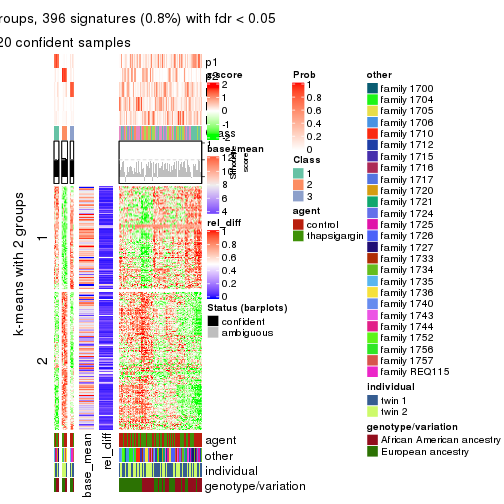 roups, 396 signatures (0.8%) with fdr < 0.05
20 confident samples
k-means with 2 groups
1
2
p1
z-score
2
1
0
-1
-2
base_mean
12
10
8
6
4
rel_diff
1
0.8
0.6
0.4
0.2
0
Status (barplots)
confident
ambiguous
Prob
1
0.8
0.6
0.4
0.2
0
Class
1
2
3
agent
control
thapsigargin
other
family 1700
family 1704
family 1705
family 1706
family 1710
family 1712
family 1715
family 1716
family 1717
family 1720
family 1721
family 1724
family 1725
family 1726
family 1727
family 1733
family 1734
family 1735
family 1736
family 1740
family 1743
family 1744
family 1752
family 1756
family 1757
family REQ115
individual
twin 1
twin 2
genotype/variation
African American ancestry
European ancestry
agent
other
individual
genotype/variation
base_mean
rel_diff